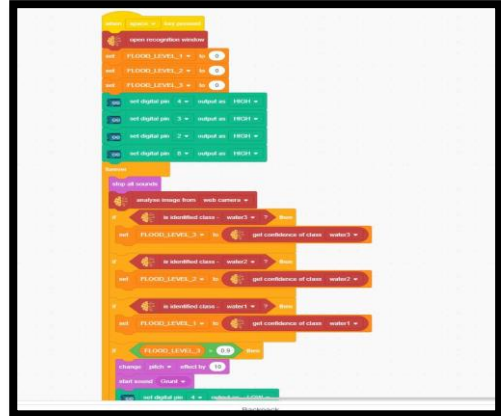 when space key pressed
open recognition window
set FLOOD_LEVEL_1 to 0
set FLOOD_LEVEL_2 to 0
set FLOOD_LEVEL_3 to 0
set digital pin 4 output as HIGH
set digital pin 3 output as HIGH
set digital pin 2 output as HIGH
set digital pin output as HIGH
forever
stop all sounds
analyse image from web camera
if is identified class - water3 ? then
set FLOOD_LEVEL_3 to get confidence of class water3
if is identified class - water2 ? then
set FLOOD_LEVEL_2 to get confidence of class water2
if is identified class - water1 ? then
set FLOOD_LEVEL_1 to get confidence of class water1
if FLOOD_LEVEL_3 0.9 then
change pitch effect by 10
start sound
set digital pin 4 output as
Backpack